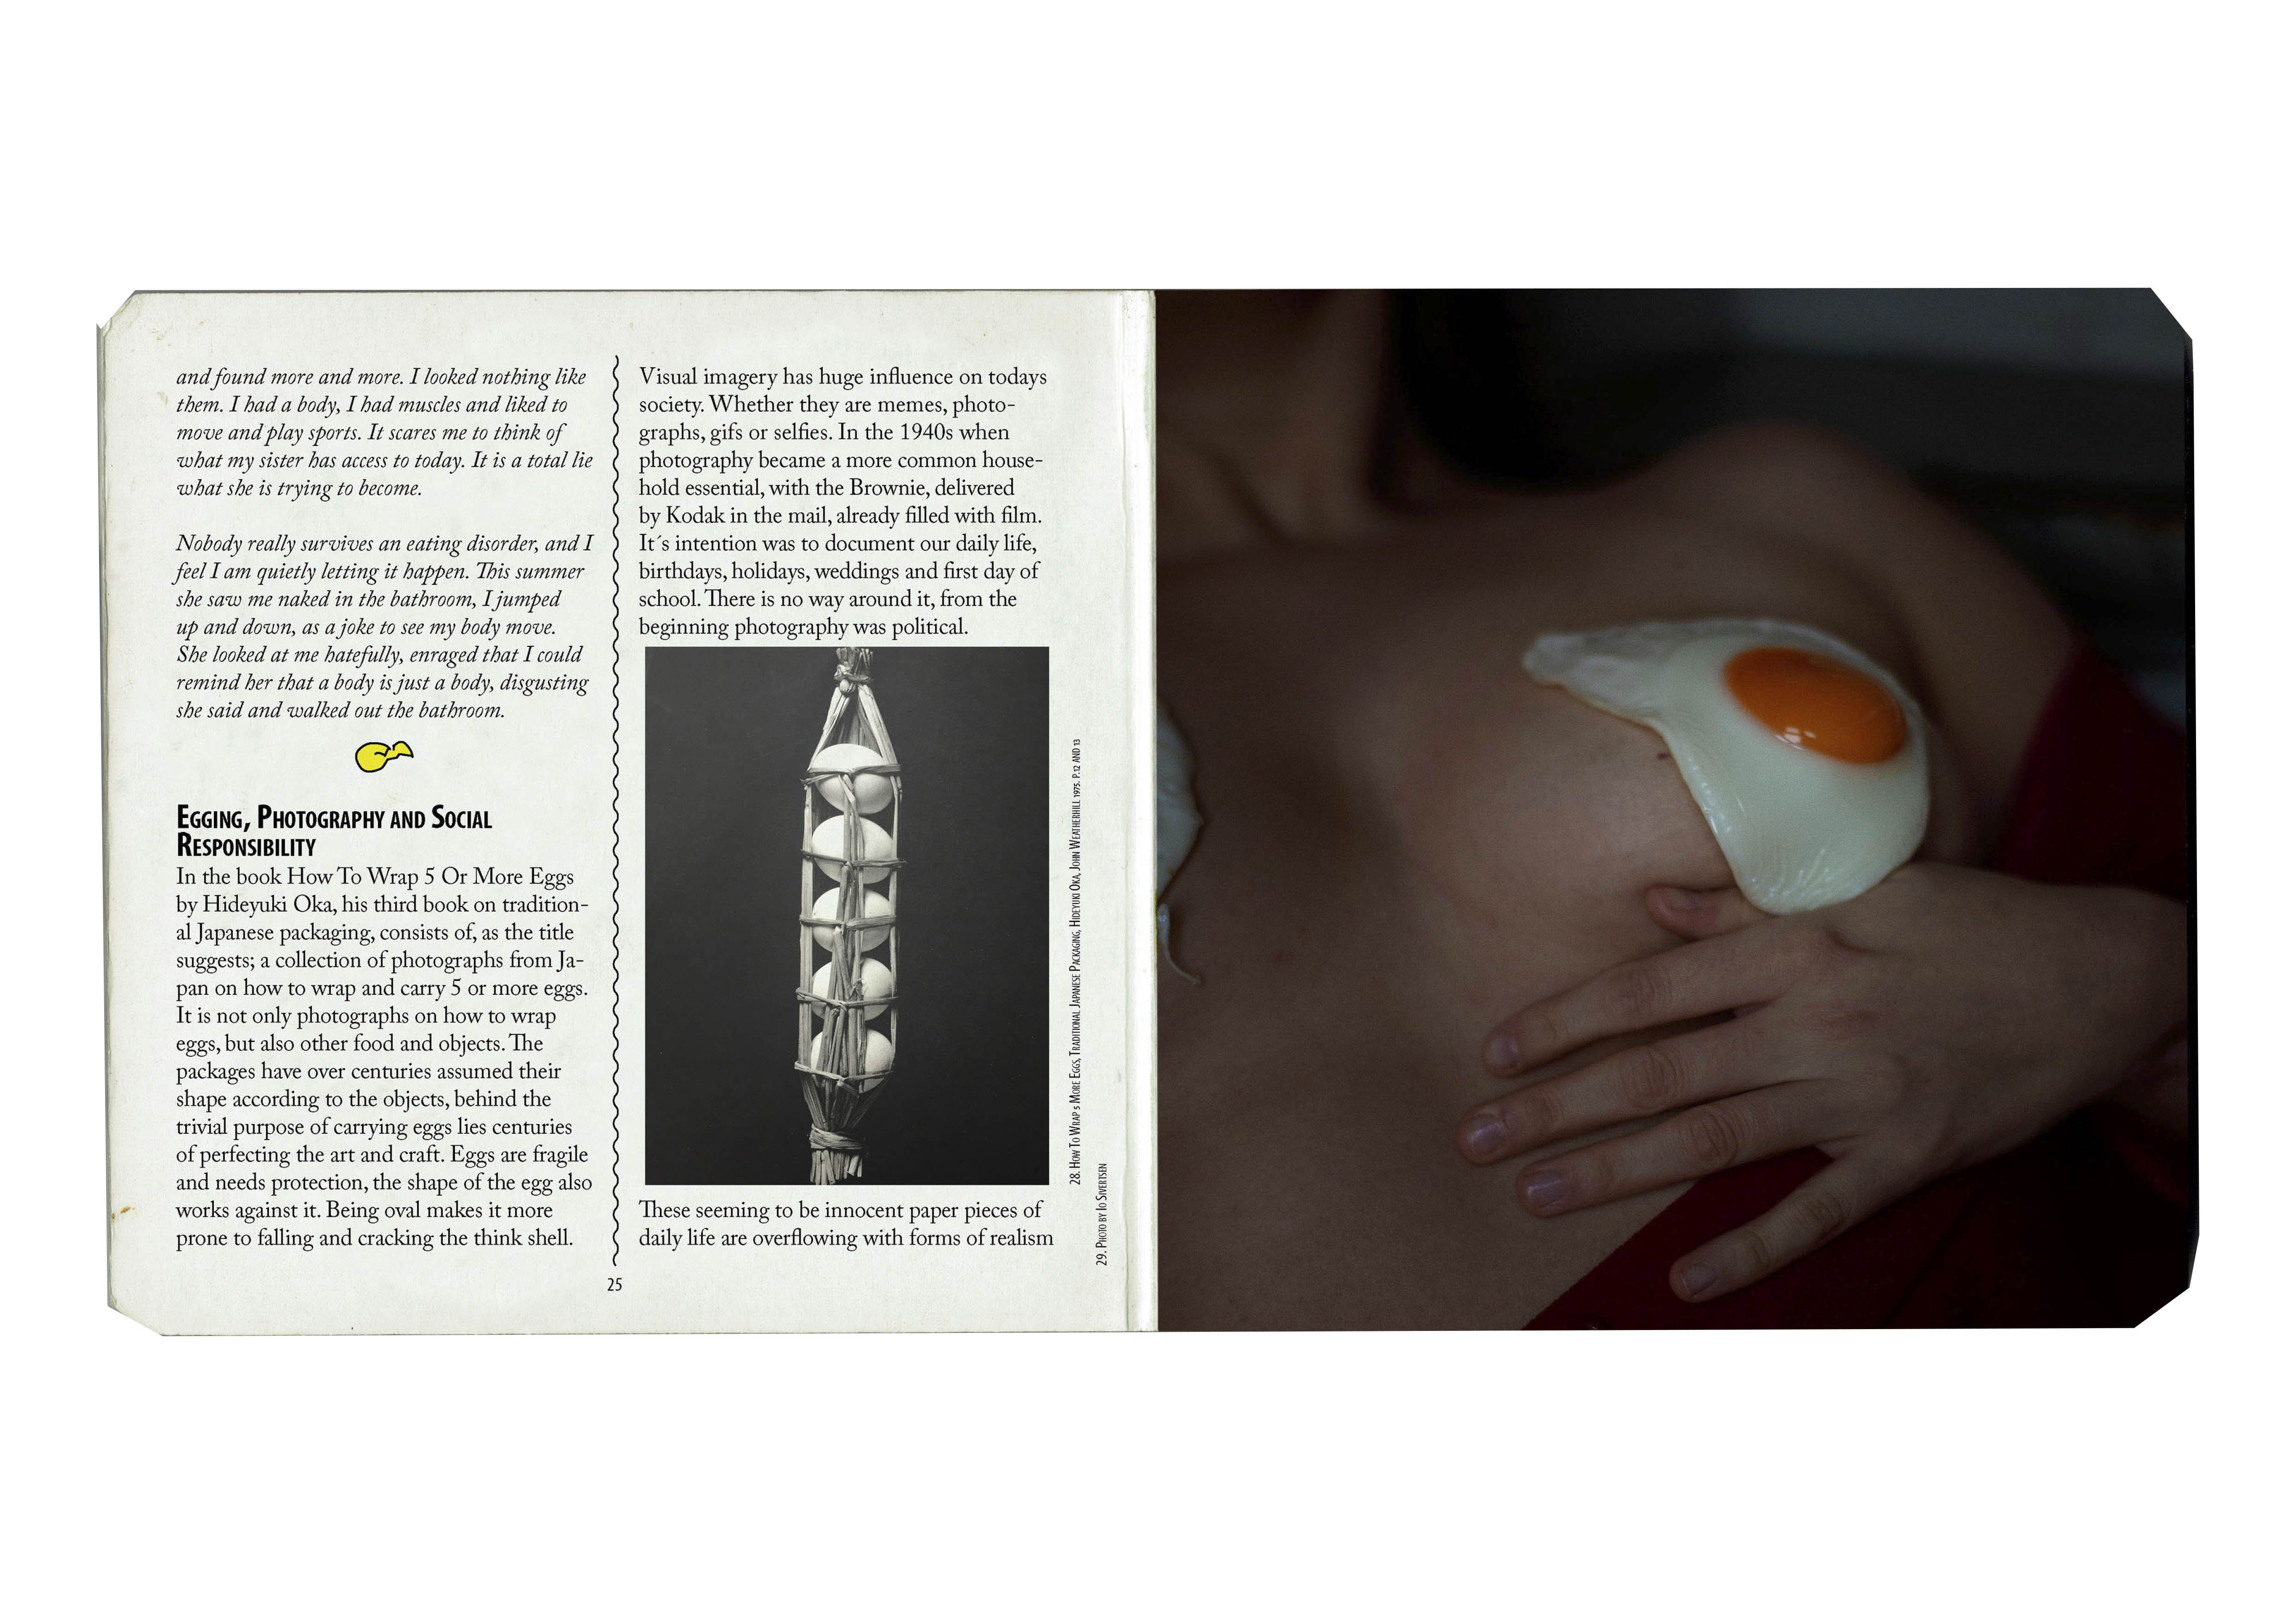 and found more and more. I looked nothing like
them. I had a body, I had muscles and liked to
move and play sports. It scares me to think of
what my sister has access to today. It is a total lie
what she is trying to become.
Nobody really survives an eating disorder, and I
feel I am quietly letting it happen. This summer
she saw me naked in the bathroom, I jumped
up and down, as a joke to see my body move.
She looked at me hatefully, enraged that I could
remind her that a body is just a body, disgusting
she said and walked out the bathroom.
Egging, Photography and Social
Responsibility
In the book How To Wrap 5 Or More Eggs
by Hideyuki Oka, his third book on tradition-
al Japanese packaging, consists of, as the title
suggests; a collection of photographs from Ja-
pan on how to wrap and carry 5 or more eggs.
It is not only photographs on how to wrap
eggs, but also other food and objects. The
packages have over centuries assumed their
shape according to the objects, behind the
trivial purpose of carrying eggs lies centuries
of perfecting the art and craft. Eggs are fragile
and needs protection, the shape of the egg also
works against it. Being oval makes it more
prone to falling and cracking the think shell.
Visual imagery has huge influence on todays
society. Whether they are memes, photo-
graphs, gifs or selfies. In the 1940s when
photography became a more common house-
hold essential, with the Brownie, delivered
by Kodak in the mail, already filled with film.
It´s intention was to document our daily life,
birthdays, holidays, weddings and first day of
school. There is no way around it, from the
beginning photography was political.
These seeming to be innocent paper pieces of
daily life are overflowing with forms of realism
28. How To Wrap 5 More Eggs, Traditional Japanese Packaging, Hideyuki Oka, John Weatherhill 1975. P.12 and 13
29. Photo by Io Sivertsen
25